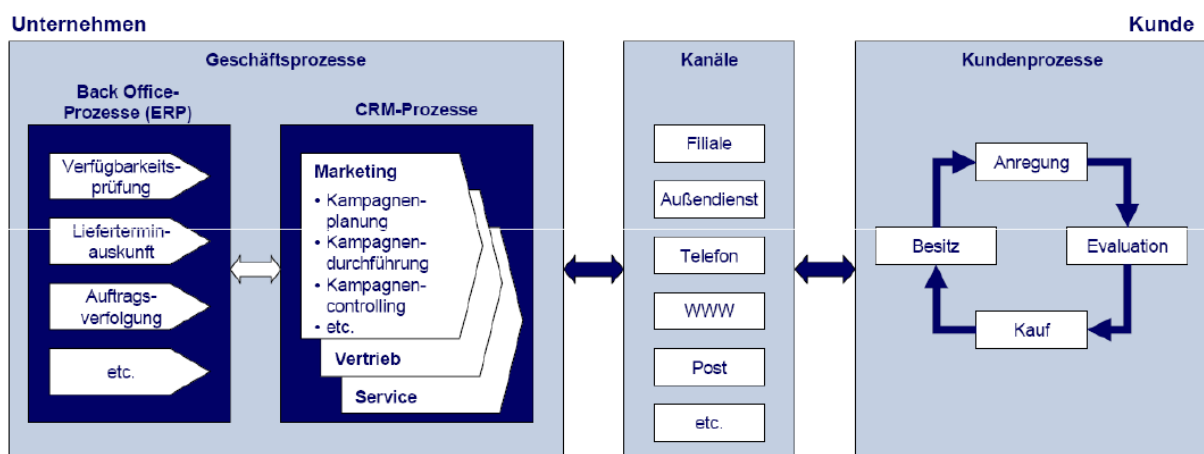 Unternehmen
Kunde
Geschäftsprozesse
Back Office-
Prozesse (ERP)
Verfügbarkeits-
prüfung
Liefertermin-
auskunft
Auftrags-
verfolgung
etc.
CRM-Prozesse
Marketing
• Kampagnen-
planung
• Kampagnen-
durchführung
• Kampagnen-
controlling
• etc.
Vertrieb
Service
Kanäle
Filiale
Außendienst
Telefon
WWW
Post
etc.
Kundenprozesse
Anregung
Besitz
Evaluation
Kauf